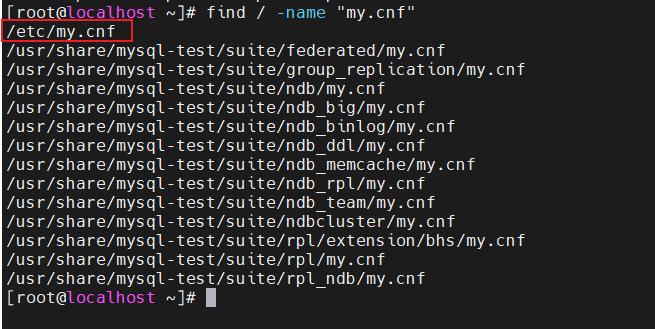 [root@localhost ~]# find / -name "my.cnf"
/etc/my.cnf
/usr/share/mysql-test/suite/federated/my.cnf
/usr/share/mysql-test/suite/group_replication/my.cnf
/usr/share/mysql-test/suite/ndb/my.cnf
/usr/share/mysql-test/suite/ndb_big/my.cnf
/usr/share/mysql-test/suite/ndb_binlog/my.cnf
/usr/share/mysql-test/suite/ndb_ddl/my.cnf
/usr/share/mysql-test/suite/ndb_memcache/my.cnf
/usr/share/mysql-test/suite/ndb_rpl/my.cnf
/usr/share/mysql-test/suite/ndb_team/my.cnf
/usr/share/mysql-test/suite/ndbcluster/my.cnf
/usr/share/mysql-test/suite/rpl/extension/bhs/my.cnf
/usr/share/mysql-test/suite/rpl/my.cnf
/usr/share/mysql-test/suite/rpl_ndb/my.cnf
[root@localhost ~]#